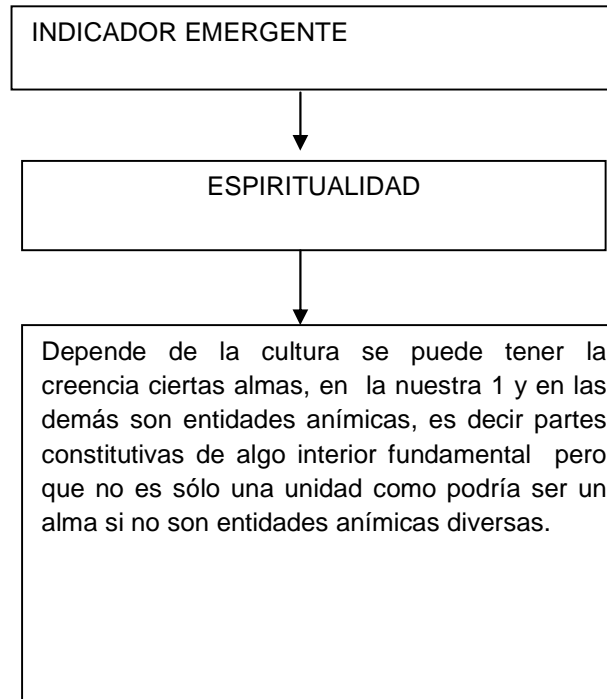 INDICADOR EMERGENTE
ESPIRITUALIDAD
Depende de la cultura se puede tener la
creencia ciertas almas, en la nuestra 1 y en las
demás son entidades anímicas, es decir partes
constitutivas de algo interior fundamental pero
que no es sólo una unidad como podría ser un
alma si no son entidades anímicas diversas.